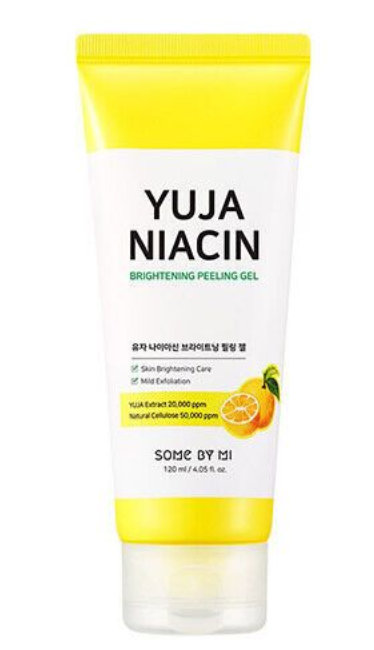 YUJA
NIACIN
BRIGHTENING PEELING GEL
유자 나이아신 브라이트닝 필링 젤
Skin Brightening Care
Mild Exfoliation
YUJA Extract 20,000 ppm
Natural Cellulose 50,000 ppm
SOME BY MI
120 ml / 4.05 fl. oz.